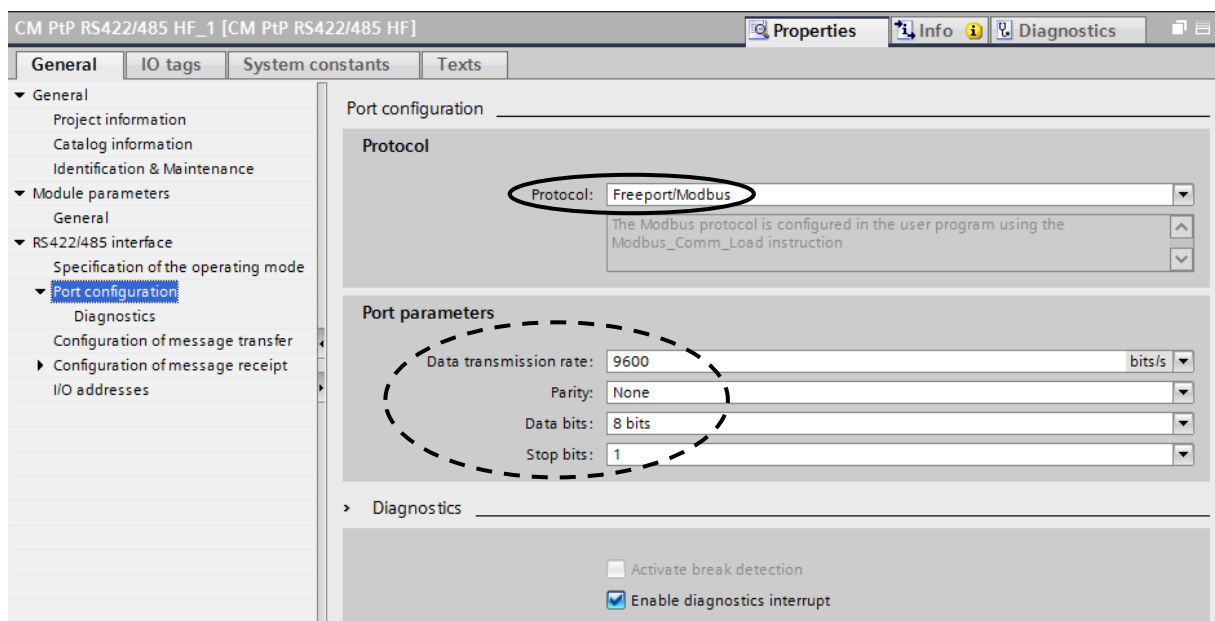 CM PtP RS422/485 HF_1 [CM PtP RS422/485 HF]
Properties
Info
Diagnostics
General
IO tags
System constants
Texts
General
Project information
Catalog information
Identification & Maintenance
Module parameters
General
RS422/485 interface
Specification of the operating mode
Port configuration
Diagnostics
Configuration of message transfer
Configuration of message receipt
I/O addresses
Port configuration
Protocol
Protocol: Freeport/Modbus
The Modbus protocol is configured in the user program using the
Modbus_Comm_Load instruction
Port parameters
Data transmission rate: 9600 bits/s
Parity: None
Data bits: 8 bits
Stop bits: 1
Diagnostics
Activate break detection
Enable diagnostics interrupt